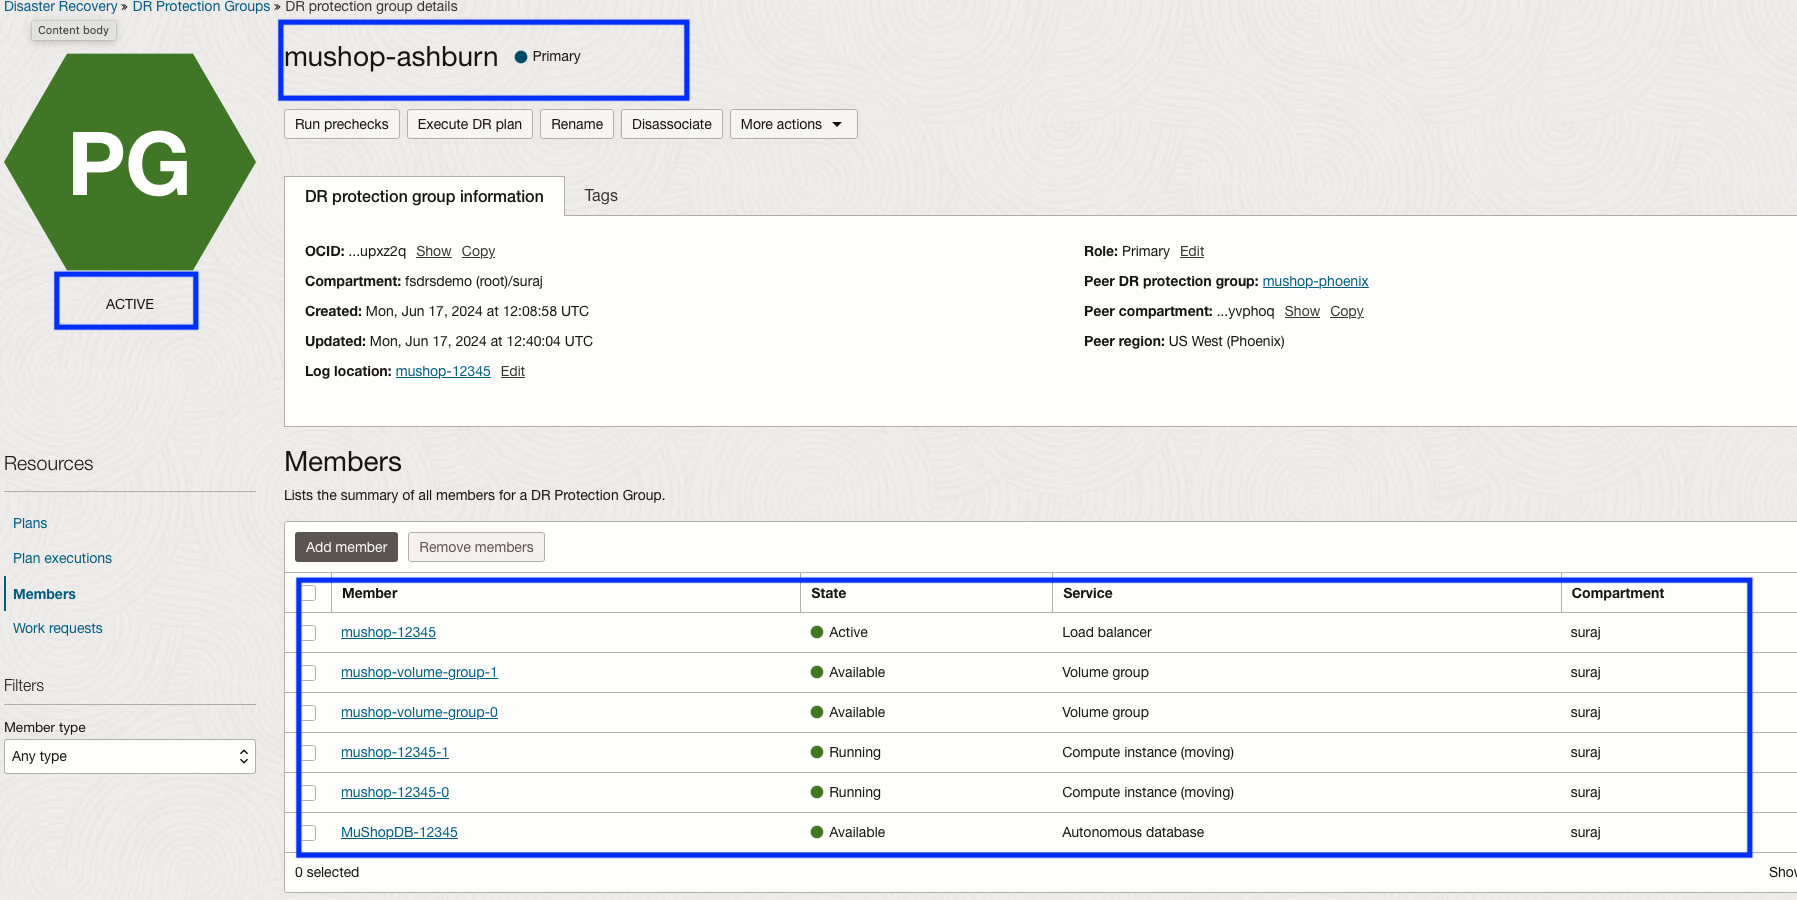 Disaster Recovery » DR Protection Groups » DR protection group details
Content body
PG
ACTIVE
mushop-ashburn Primary
Run prechecks Execute DR plan Rename Disassociate More actions
DR protection group information Tags
OCID: ...upxz2q Show Copy
Compartment: fsdrsdemo (root)/suraj
Created: Mon, Jun 17, 2024 at 12:08:58 UTC
Updated: Mon, Jun 17, 2024 at 12:40:04 UTC
Log location: mushop-12345 Edit
Role: Primary Edit
Peer DR protection group: mushop-phoenix
Peer compartment: ...yvphoq Show Copy
Peer region: US West (Phoenix)
Resources
Plans
Plan executions
Members
Work requests
Filters
Member type
Any type
Members
Lists the summary of all members for a DR Protection Group.
Add member Remove members
Member State Service Compartment
mushop-12345 Active Load balancer suraj
mushop-volume-group-1 Available Volume group suraj
mushop-volume-group-0 Available Volume group suraj
mushop-12345-1 Running Compute instance (moving) suraj
mushop-12345-0 Running Compute instance (moving) suraj
MuShopDB-12345 Available Autonomous database suraj
0 selected